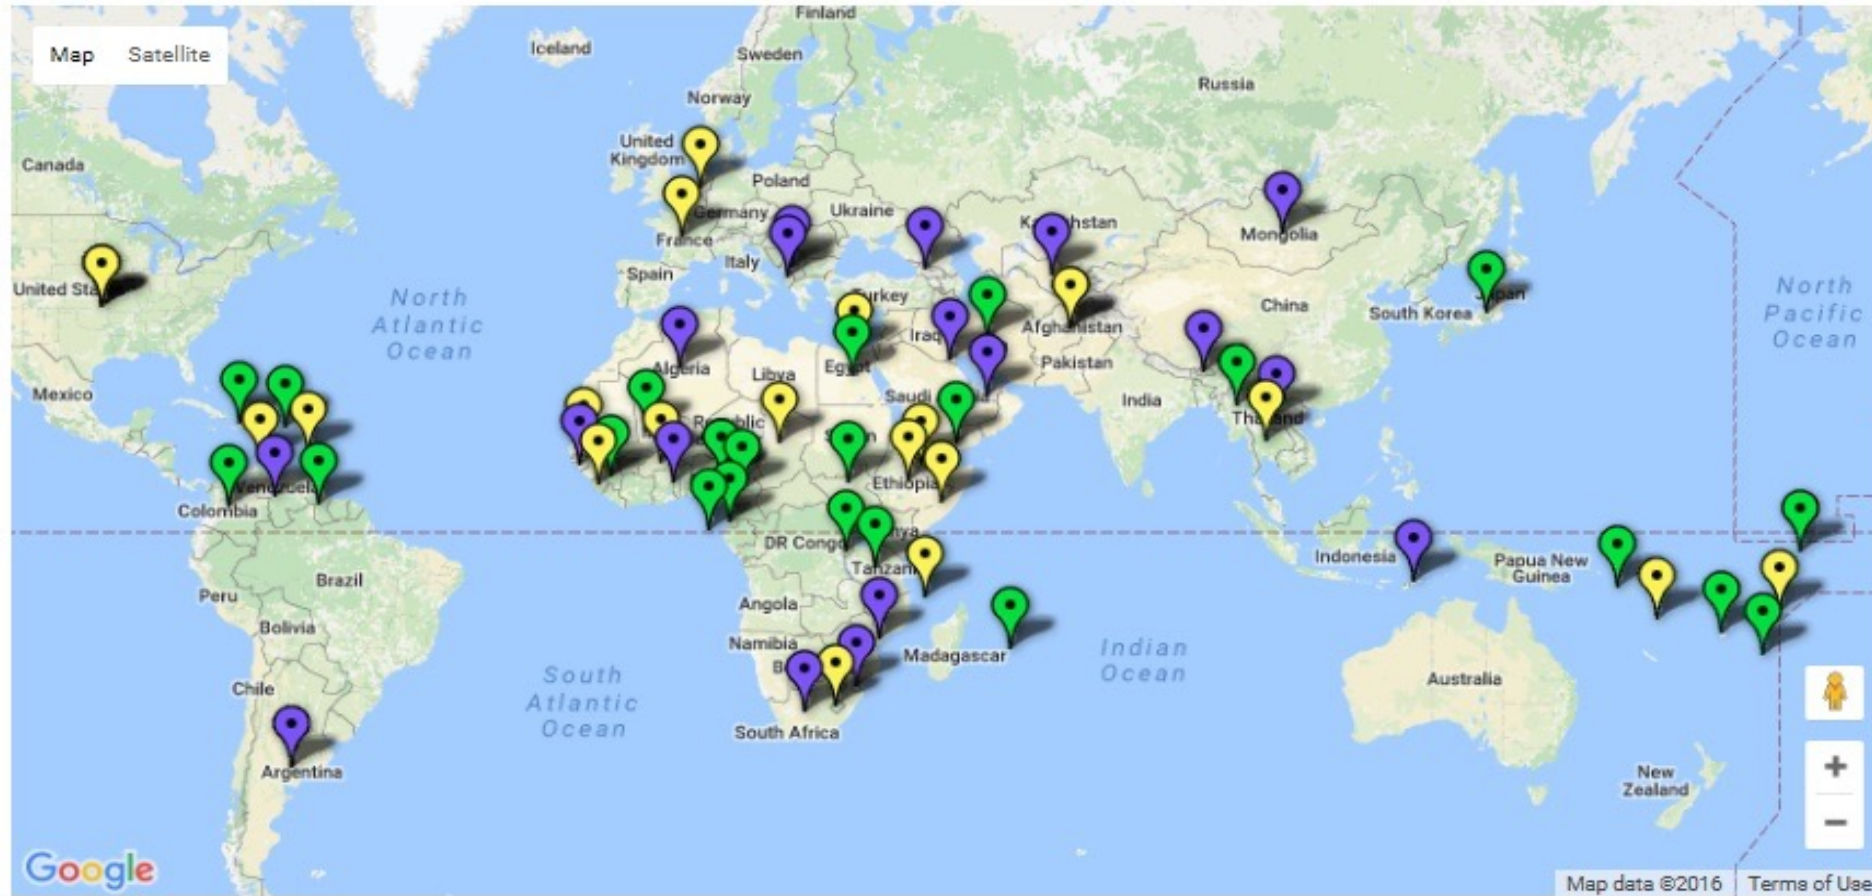 Finland
Map Satellite
Iceland
Sweden
Russia
Norway
United
Kingdom
Canada
Poland
Germany
Ukraine
France
Mongolia
Italy
Spain
United
North
Atlantic
Ocean
Turkey
China
South Korea
North
Pacific
Ocean
Iraq
Afghanistan
Pakistan
Algeria
Libya
Egypt
Mexico
Saudi
India
Ethiopia
Colombia
DR Congo
Indonesia
Papua New
Guinea
Brazil
Peru
Angola
Bolivia
Namibia
Madagascar
Indian
Ocean
South
Atlantic
Ocean
Chile
Australia
South Africa
Argentina
New
Zealand
Google
Map data ©2016 Terms of Use